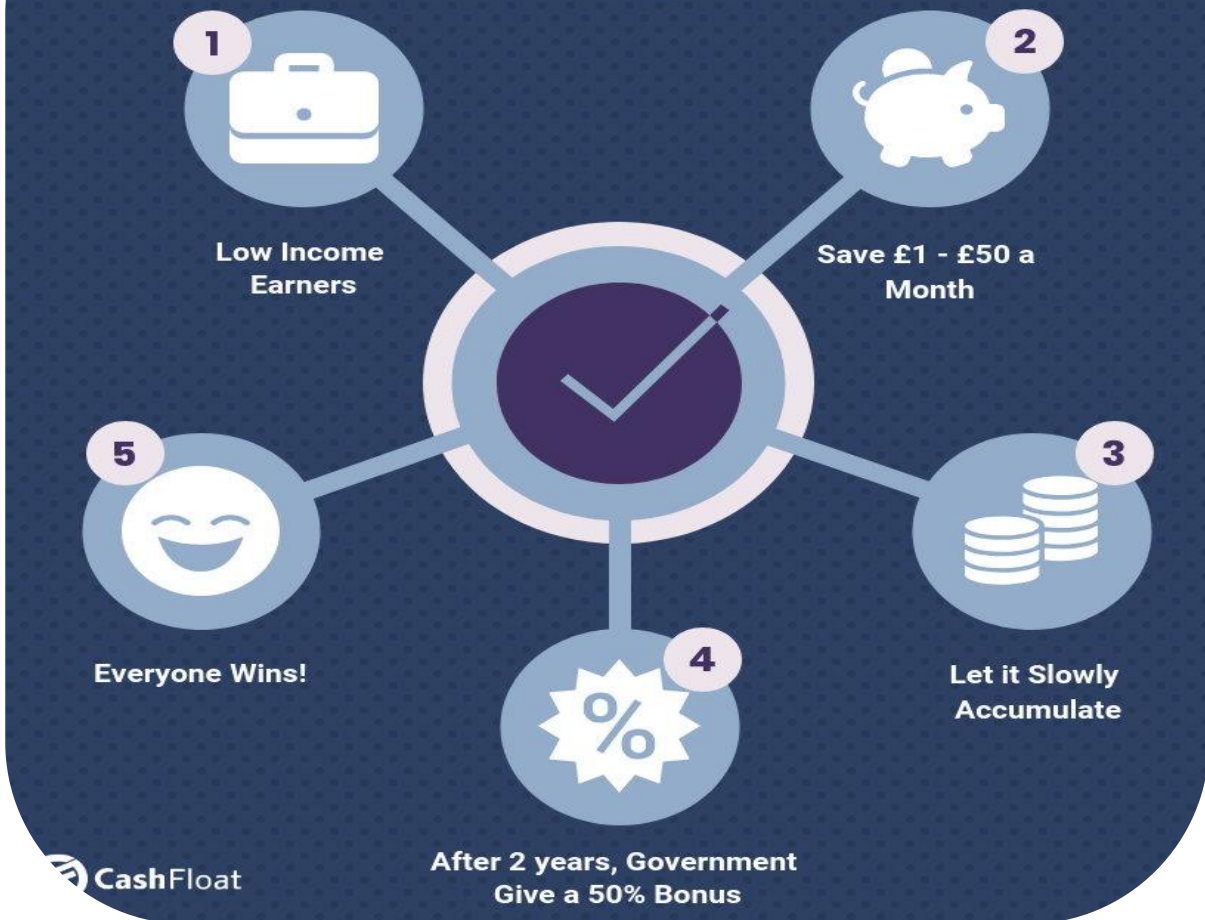 1
Low Income
Earners
2
Save £1 - £50 a
Month
3
Let it Slowly
Accumulate
4
%
After 2 years, Government
Give a 50% Bonus
5
Everyone Wins!
CashFloat